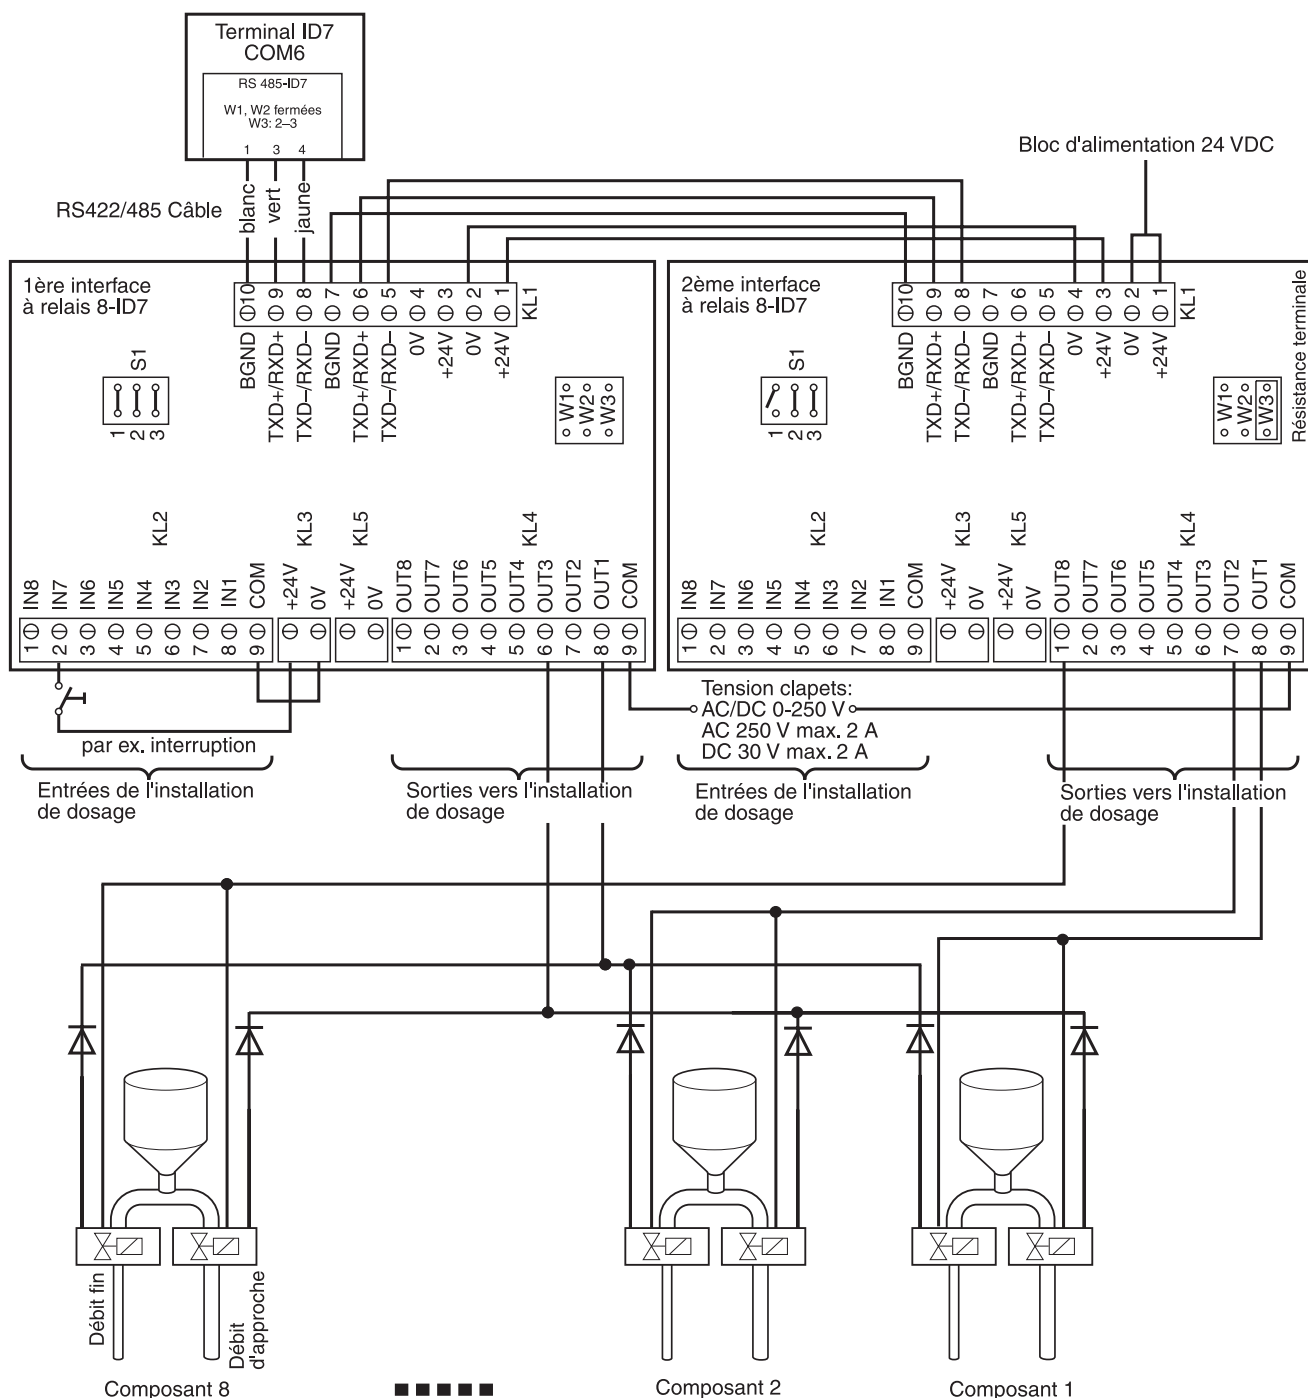 Terminal ID7
COM6
RS 485-ID7
W1, W2 fermées
W3: 2–3
1 3 4
blanc
vert
jaune
RS422/485 Câble
Bloc d'alimentation 24 VDC
1ère interface
à relais 8-ID7
10 9 8 7 6 5 4 3 2 1
KL1
BGND
TXD+/RXD+
TXD–/RXD–
BGND
TXD+/RXD+
TXD–/RXD–
0V
+24V
0V
+24V
S1
1 2 3
W1
W2
W3
KL2
KL3
KL5
KL4
IN8
IN7
IN6
IN5
IN4
IN3
IN2
IN1
COM
+24V
0V
+24V
0V
OUT8
OUT7
OUT6
OUT5
OUT4
OUT3
OUT2
OUT1
COM
1 2 3 4 5 6 7 8 9
1 2 3 4 5 6 7 8 9
2ème interface
à relais 8-ID7
10 9 8 7 6 5 4 3 2 1
KL1
BGND
TXD+/RXD+
TXD–/RXD–
BGND
TXD+/RXD+
TXD–/RXD–
0V
+24V
0V
+24V
S1
1 2 3
W1
W2
W3
Résistance terminale
KL2
KL3
KL5
KL4
IN8
IN7
IN6
IN5
IN4
IN3
IN2
IN1
COM
+24V
0V
+24V
0V
OUT8
OUT7
OUT6
OUT5
OUT4
OUT3
OUT2
OUT1
COM
1 2 3 4 5 6 7 8 9
1 2 3 4 5 6 7 8 9
par ex. interruption
Tension clapets:
AC/DC 0-250 V
AC 250 V max. 2 A
DC 30 V max. 2 A
Entrées de l'installation
de dosage
Sorties vers l'installation
de dosage
Entrées de l'installation
de dosage
Sorties vers l'installation
de dosage
Débit fin
Débit
d'approche
Composant 8
Composant 2
Composant 1